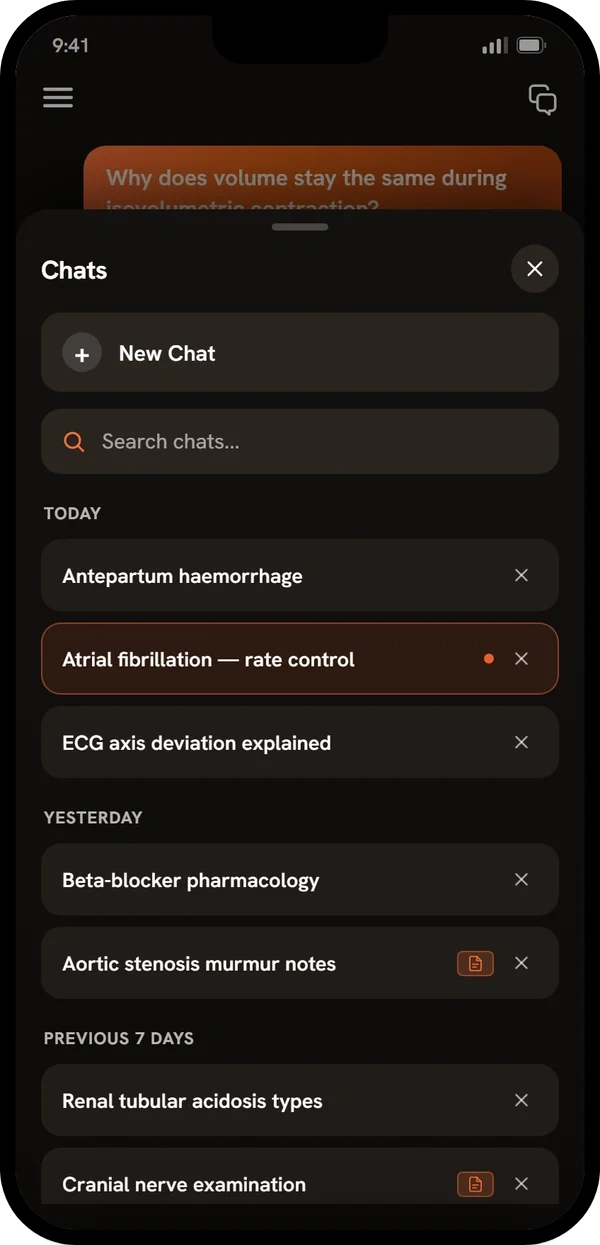 9:41
Why does volume stay the same during
isovolumetric contraction?
Chats
New Chat
Search chats...
TODAY
Antepartum haemorrhage
Atrial fibrillation — rate control
ECG axis deviation explained
YESTERDAY
Beta-blocker pharmacology
Aortic stenosis murmur notes
PREVIOUS 7 DAYS
Renal tubular acidosis types
Cranial nerve examination